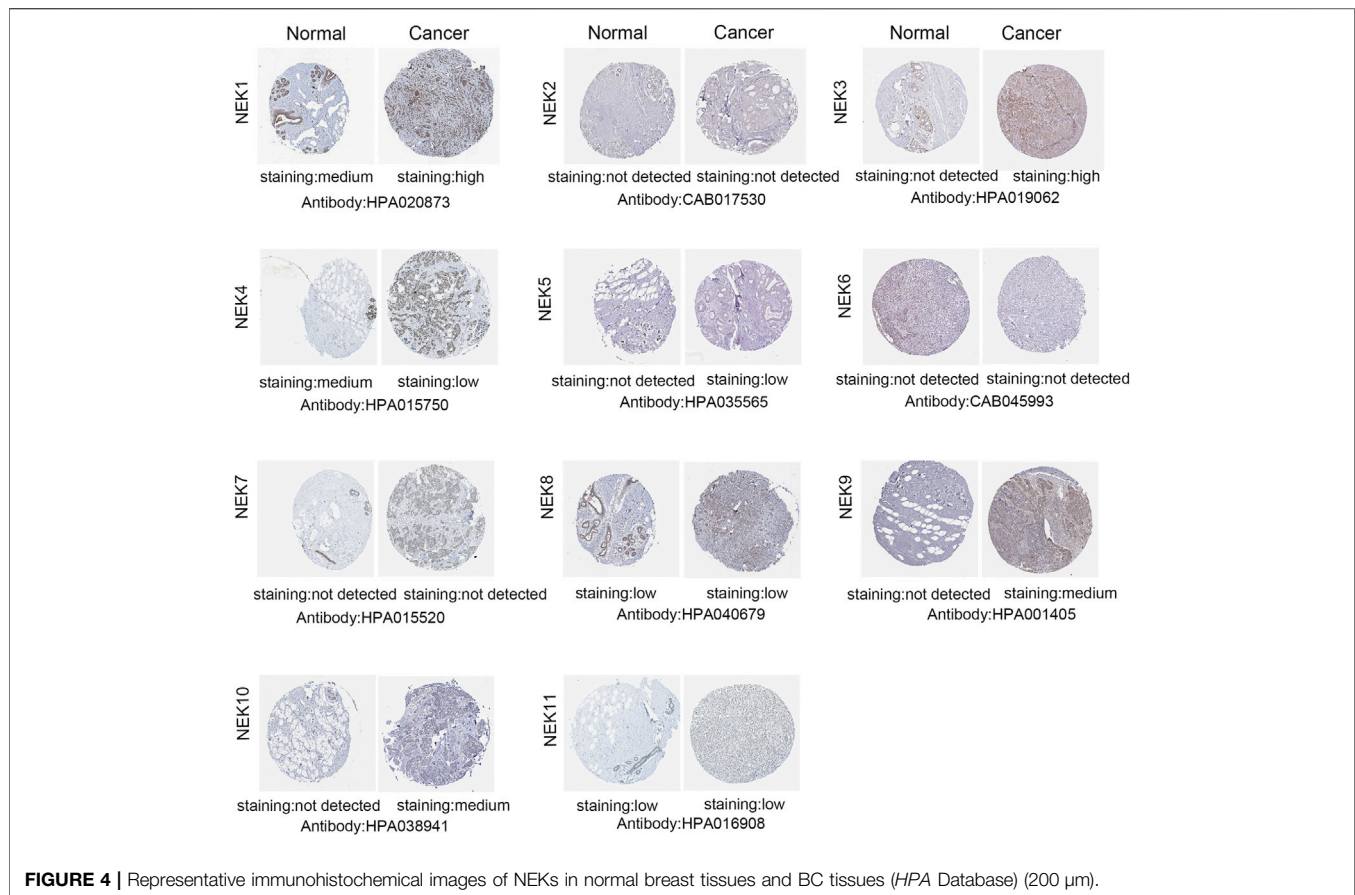 Normal Cancer
NEK1
staining:medium staining:high
Antibody:HPA020873
Normal Cancer
NEK2
staining:not detected staining:not detected
Antibody:CAB017530
Normal Cancer
NEK3
staining:not detected staining:high
Antibody:HPA019062
NEK4
staining:medium staining:low
Antibody:HPA015750
NEK5
staining:not detected staining:low
Antibody:HPA035565
NEK6
staining:not detected staining:not detected
Antibody:CAB045993
NEK7
staining:not detected staining:not detected
Antibody:HPA015520
NEK8
staining:low staining:low
Antibody:HPA040679
NEK9
staining:not detected staining:medium
Antibody:HPA001405
NEK10
staining:not detected staining:medium
Antibody:HPA038941
NEK11
staining:low staining:low
Antibody:HPA016908
FIGURE 4 | Representative immunohistochemical images of NEKs in normal breast tissues and BC tissues (HPA Database) (200 μm).